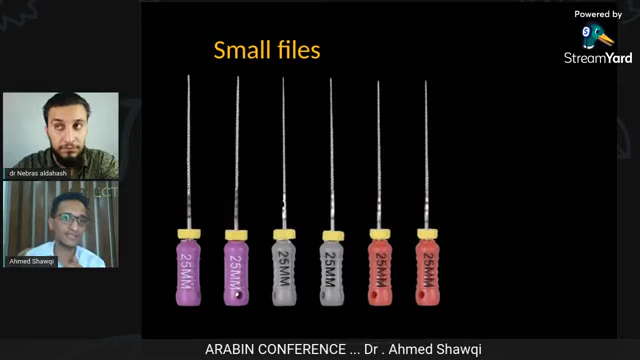 Powered by
StreamYard
Small files
dr Nebras aldahash
Ahmed Shawqi
25MM
25MM
25MM
25MM
25MM
25MM
ARABIN CONFERENCE ... Dr . Ahmed Shawqi